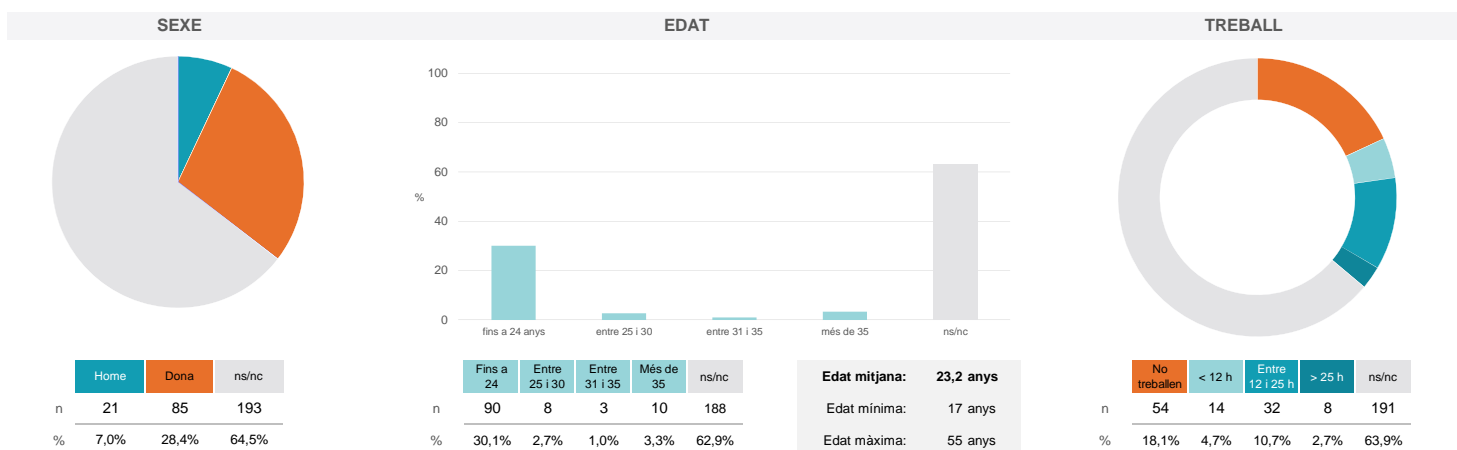 SEXE
EDAT
TREBALL
100
80
60
%
40
20
0
fins a 24 anys
entre 25 i 30
entre 31 i 35
més de 35
ns/nc
Home Dona ns/nc
n 21 85 193
% 7,0% 28,4% 64,5%
Fins a 24 Entre 25 i 30 Entre 31 i 35 Més de 35 ns/nc
n 90 8 3 10 188
% 30,1% 2,7% 1,0% 3,3% 62,9%
Edat mitjana: 23,2 anys
Edat mínima: 17 anys
Edat màxima: 55 anys
No treballen < 12 h Entre 12 i 25 h > 25 h ns/nc
n 54 14 32 8 191
% 18,1% 4,7% 10,7% 2,7% 63,9%